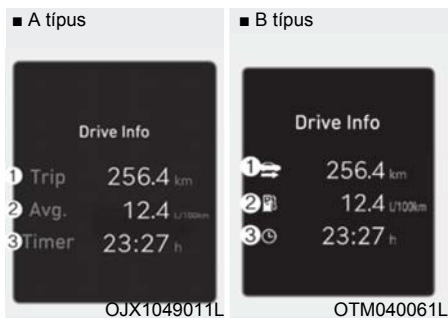 ■ A típus
Drive Info
1 Trip 256.4 km
2 Avg. 12.4 L/100km
3 Timer 23:27 h
OJX1049011L
■ B típus
Drive Info
1 256.4 km
2 12.4 L/100km
3 23:27 h
OTM040061L